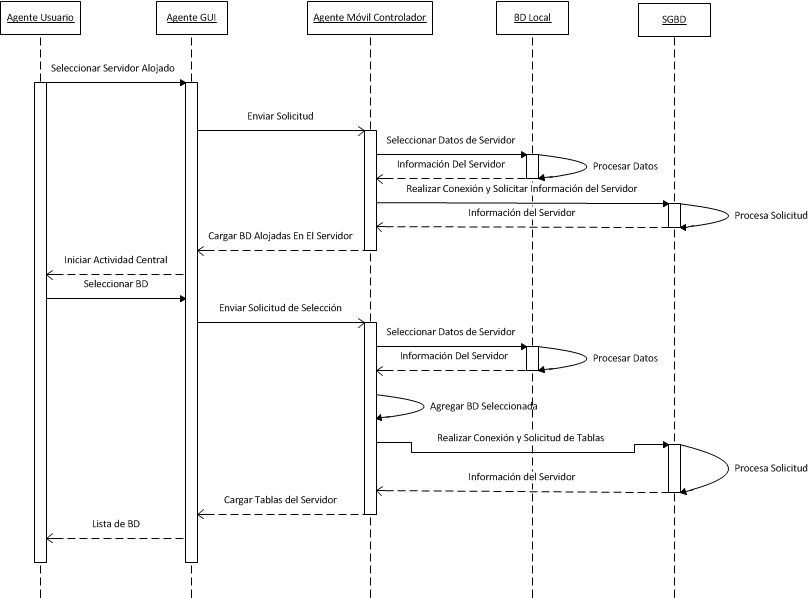 Agente Usuario
Agente GUI
Agente Móvil Controlador
BD Local
SGBD
Seleccionar Servidor Alojado
Enviar Solicitud
Seleccionar Datos de Servidor
Información Del Servidor
Procesar Datos
Realizar Conexión y Solicitar Información del Servidor
Información del Servidor
Procesa Solicitud
Cargar BD Alojadas En El Servidor
Iniciar Actividad Central
Seleccionar BD
Enviar Solicitud de Selección
Seleccionar Datos de Servidor
Información Del Servidor
Procesar Datos
Agregar BD Seleccionada
Realizar Conexión y Solicitud de Tablas
Procesa Solicitud
Información del Servidor
Cargar Tablas del Servidor
Lista de BD